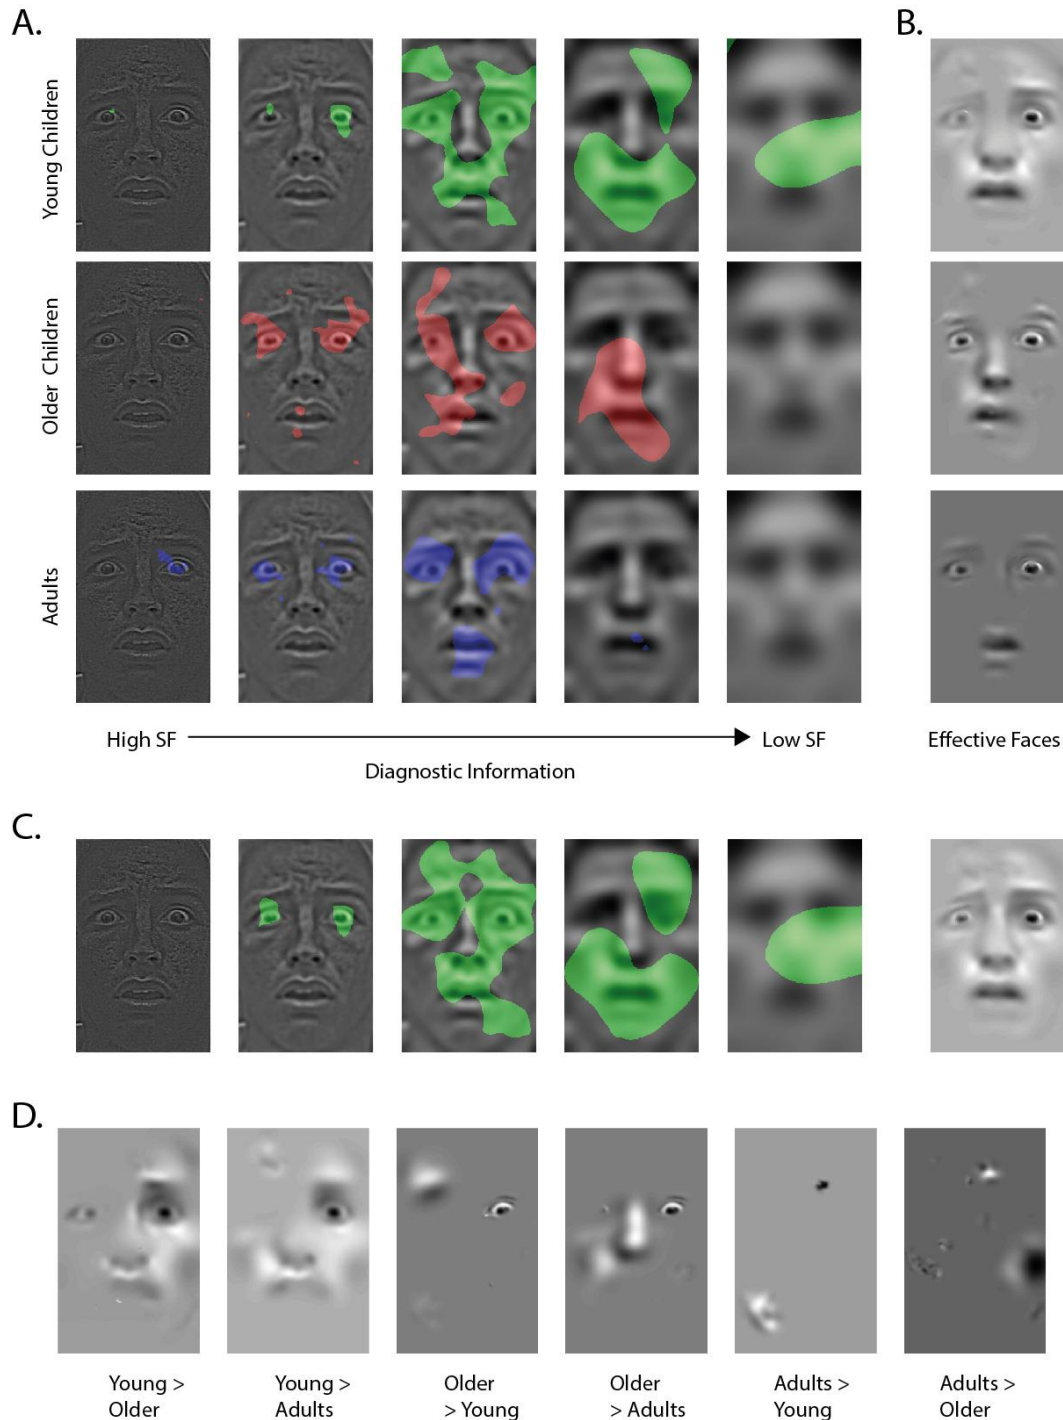 A.
B.
Young Children
Older Children
Adults
High SF
Low SF
Effective Faces
Diagnostic Information
C.
D.
Young >
Older
Young >
Adults
Older
> Young
Older
> Adults
Adults >
Young
Adults >
Older